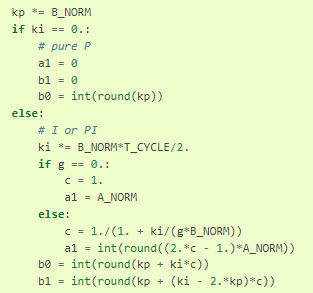 kp *= B_NORM
if ki == 0.:
    # pure P
    a1 = 0
    b1 = 0
    b0 = int(round(kp))
else:
    # I or PI
    ki *= B_NORM*T_CYCLE/2.
    if g == 0.:
        c = 1.
        a1 = A_NORM
    else:
        c = 1./(1. + ki/(g*B_NORM))
        a1 = int(round((2.*c - 1.)*A_NORM))
    b0 = int(round(kp + ki*c))
    b1 = int(round(kp + (ki - 2.*kp)*c))